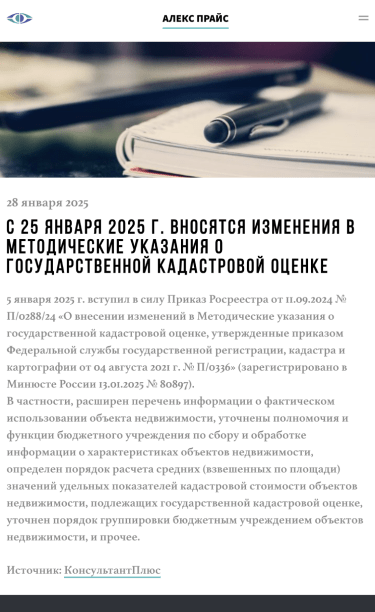 АЛЕКС ПРАЙС
28 января 2025
С 25 ЯНВАРЯ 2025 Г. ВНОСЯТСЯ ИЗМЕНЕНИЯ В
МЕТОДИЧЕСКИЕ УКАЗАНИЯ О
ГОСУДАРСТВЕННОЙ КАДАСТРОВОЙ ОЦЕНКЕ
5 января 2025 г. вступил в силу Приказ Росреестра от 11.09.2024 №
П/0288/24 «О внесении изменений в Методические указания о
государственной кадастровой оценке, утвержденные приказом
Федеральной службы государственной регистрации, кадастра и
картографии от 04 августа 2021 г. № П/0336» (зарегистрировано в
Минюсте России 13.01.2025 № 80897).
В частности, расширен перечень информации о фактическом
использовании объекта недвижимости, уточнены полномочия и
функции бюджетного учреждения по сбору и обработке
информации о характеристиках объектов недвижимости,
определен порядок расчета средних (взвешенных по площади)
значений удельных показателей кадастровой стоимости объектов
недвижимости, подлежащих государственной кадастровой оценке,
уточнен порядок группировки бюджетным учреждением объектов
недвижимости, и прочее.
Источник: КонсультантПлюс